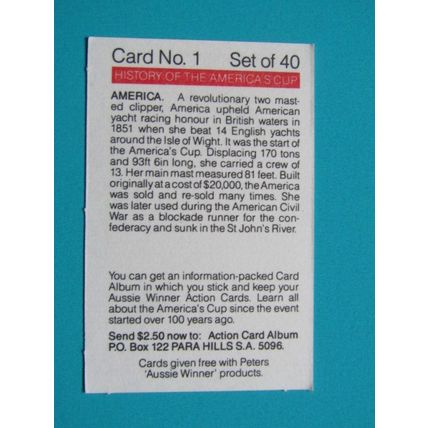 Card No. 1 Set of 40
HISTORY OF THE AMERICA'S CUP
AMERICA. A revolutionary two mast-
ed clipper, America upheld American
yacht racing honour in British waters in
1851 when she beat 14 English yachts
around the Isle of Wight. It was the start
of the America's Cup. Displacing 170 tons
and 93ft 6in long, she carried a crew of
13. Her main mast measured 81 feet. Built
originally at a cost of $20,000, the America
was sold and re-sold many times. She
was later used during the American Civil
War as a blockade runner for the con-
federacy and sunk in the St John's River.
You can get an information-packed Card
Album in which you stick and keep your
Aussie Winner Action Cards. Learn all
about the America's Cup since the event
started over 100 years ago.
Send $2.50 now to: Action Card Album
P.O. Box 122 PARA HILLS S.A. 5096.
Cards given free with Peters
'Aussie Winner' products.